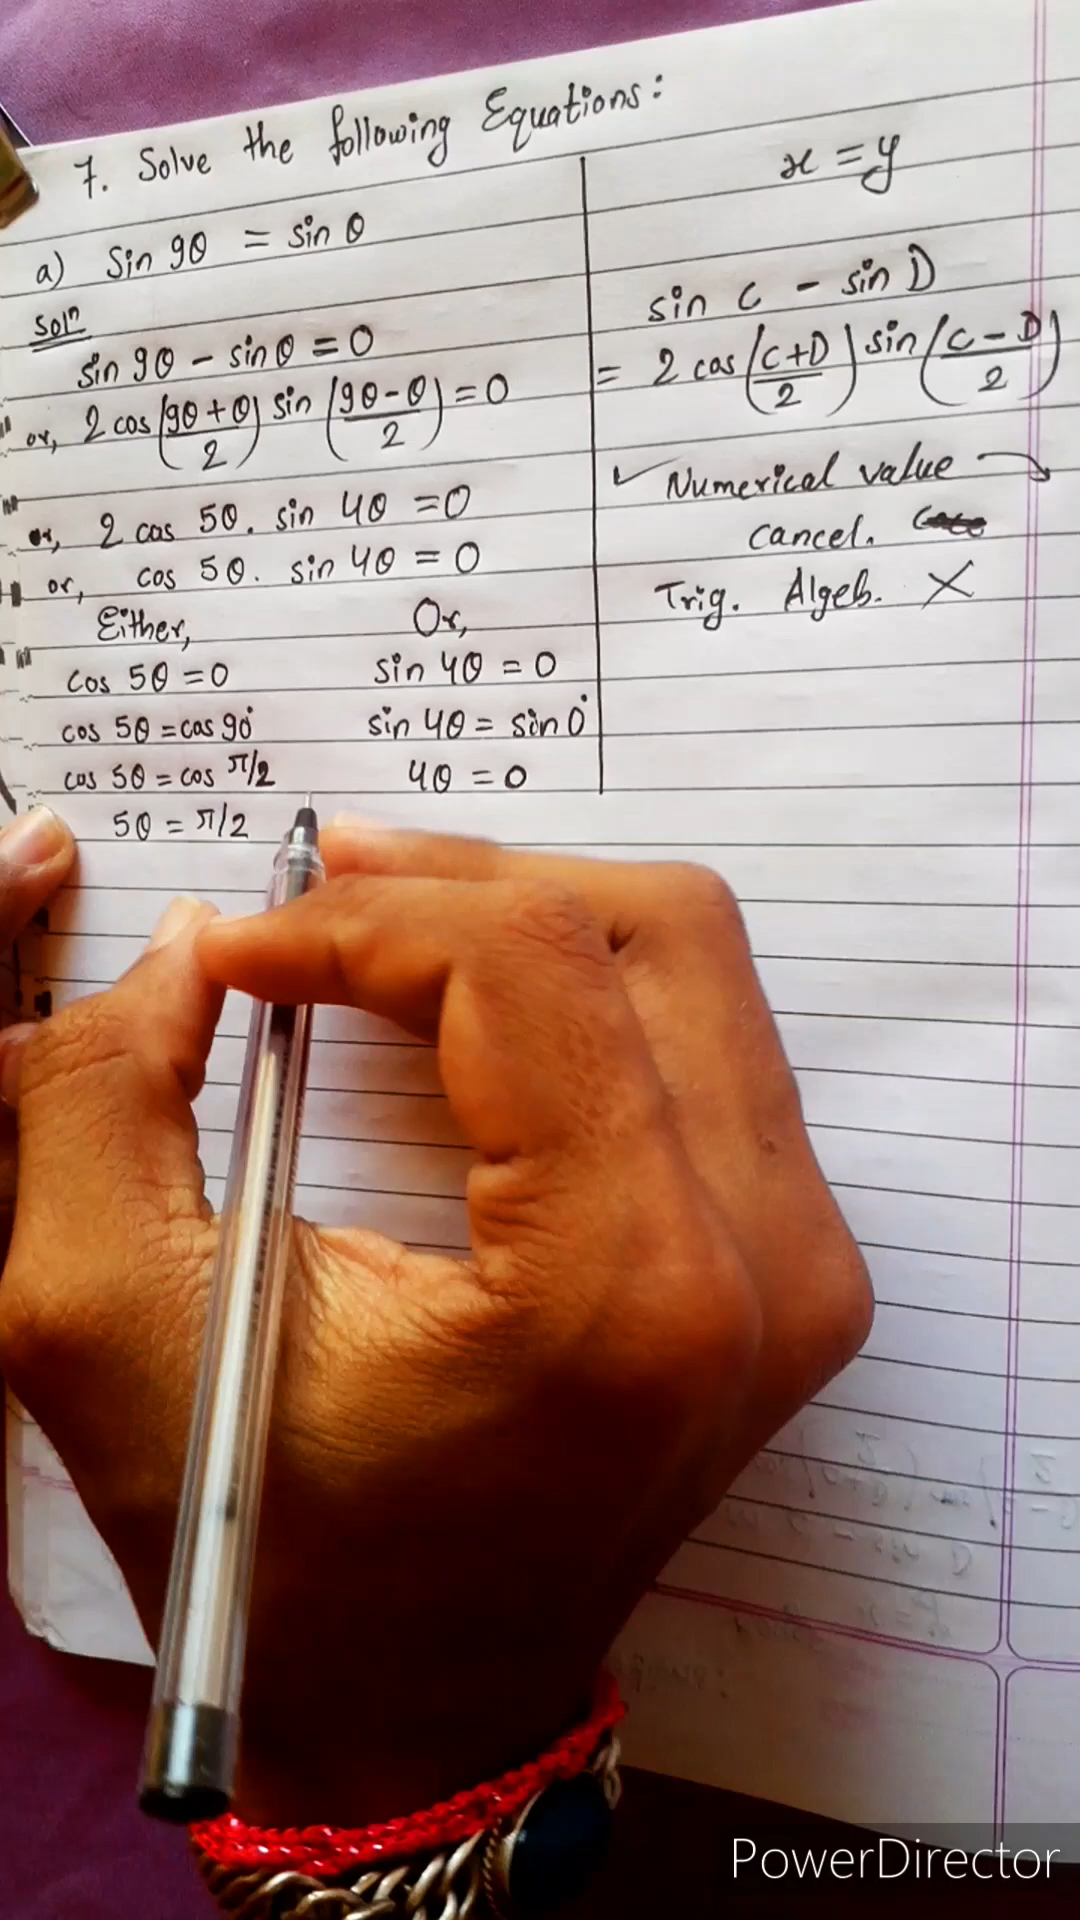 7. Solve the following Equations:
a) Sin 9θ = sin θ
Solⁿ
sin 9θ − sin θ = 0
or, 2 cos (9θ + θ / 2) sin (9θ − θ / 2) = 0
or, 2 cos 5θ. sin 4θ = 0
or, cos 5θ. sin 4θ = 0
Either,
cos 5θ = 0
cos 5θ = cos 90°
cos 5θ = cos π/2
5θ = π/2
Or,
sin 4θ = 0
sin 4θ = sin 0°
4θ = 0
x = y
sin C − sin D
= 2 cos (C+D / 2) sin (C − D / 2)
✓ Numerical value →
cancel.
Trig. Algeb. ✗
PowerDirector